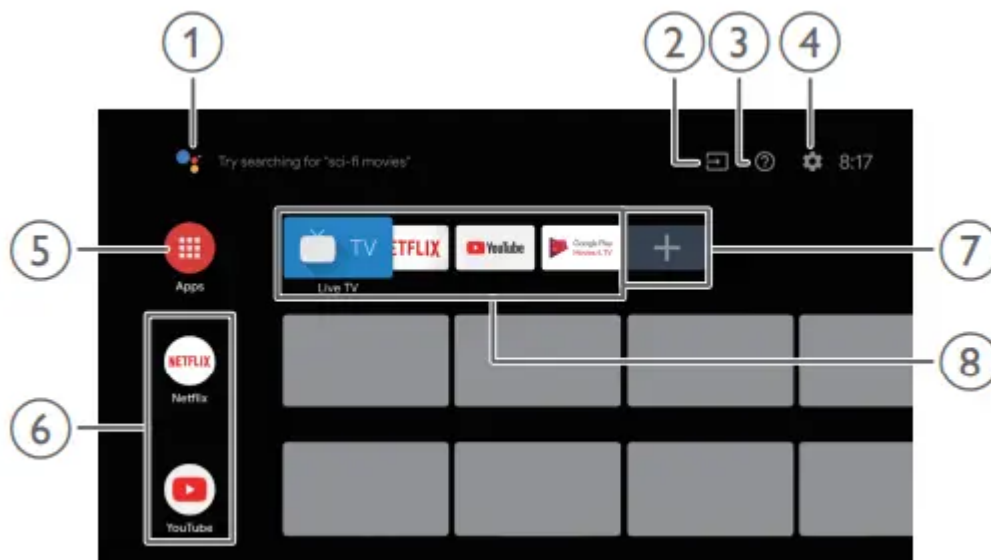 1
2
3
4
Try searching for "sci-fi movies"
8:17
5
Apps
TV
ETFLIX
YouTube
Google Play
Movies & TV
7
Live TV
8
6
NETFLIX
Netflix
YouTube